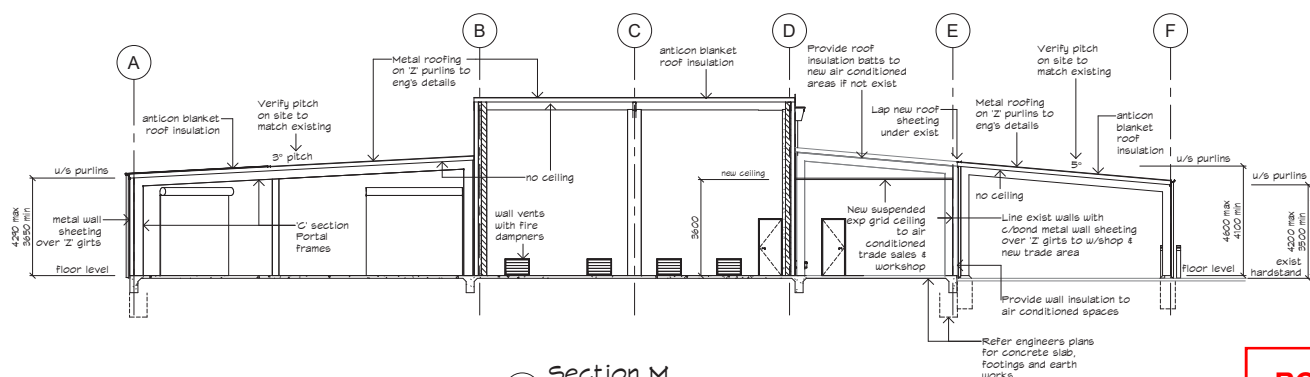 A
B
C
D
E
F
Metal roofing
on 'Z' purlins to
eng's details
anticon blanket
roof insulation
Provide roof
insulation batts to
new air conditioned
areas if not exist
Verify pitch
on site to
match existing
Verify pitch
on site to
match existing
anticon blanket
roof insulation
3° pitch
Lap new roof
sheeting
under exist
Metal roofing
on 'Z' purlins to
eng's details
5°
anticon
blanket
roof
insulation
u/s purlins
u/s purlins
u/s purlins
no ceiling
new ceiling
no ceiling
metal wall
sheeting
over 'Z' girts
'C' section
Portal
frames
wall vents
with fire
dampners
3600
New suspended
exp grid ceiling
to air
conditioned
trade sales &
workshop
Line exist walls with
c/bond metal wall sheeting
over 'Z' girts to w/shop &
new trade area
4290 max
3650 min
4600 max
4100 min
4200 max
3500 min
floor level
floor level
exist
hardstand
Provide wall insulation to
air conditioned spaces
Refer engineers plans
for concrete slab,
footings and earth
works
Section M